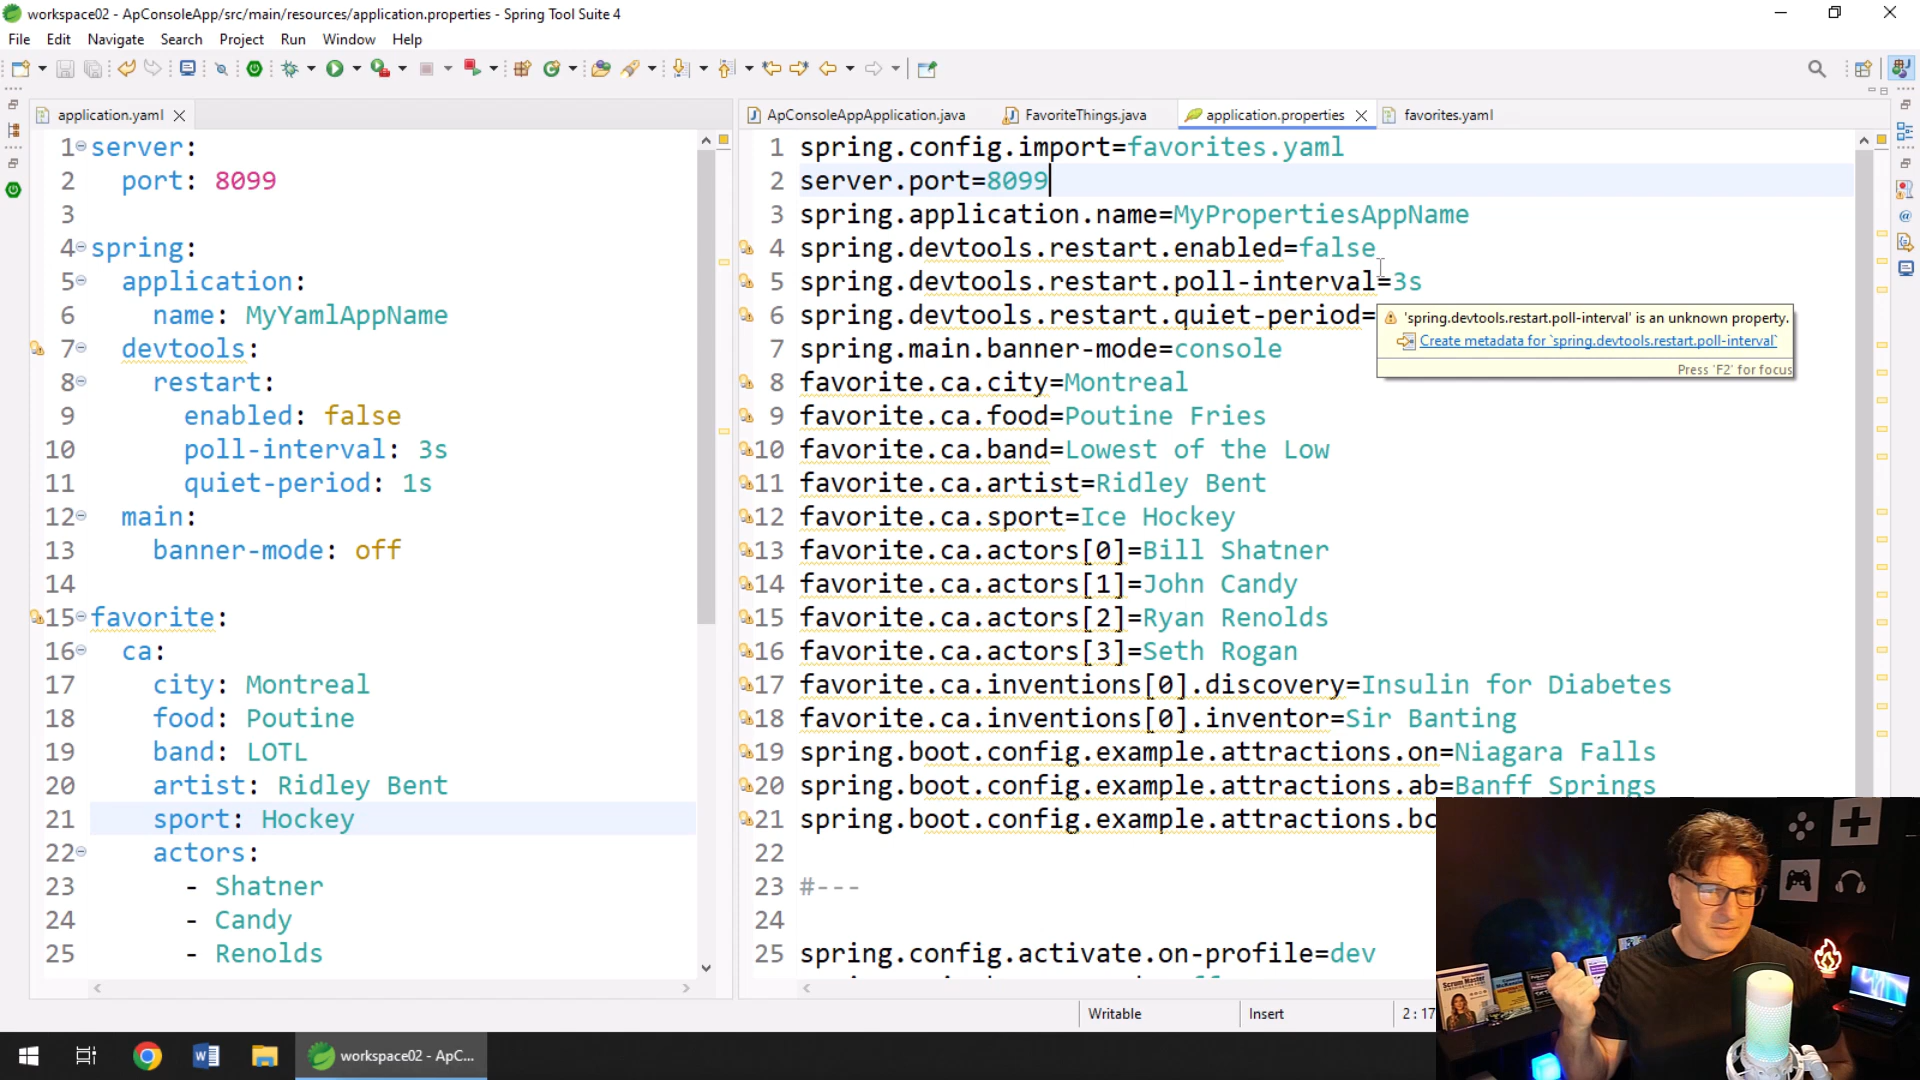 workspace02 - ApConsoleApp/src/main/resources/application.properties - Spring Tool Suite 4
File Edit Navigate Search Project Run Window Help
application.yaml
1 server:
2 port: 8099
3
4 spring:
5 application:
6 name: MyYamlAppName
7 devtools:
8 restart:
9 enabled: false
10 poll-interval: 3s
11 quiet-period: 1s
12 main:
13 banner-mode: off
14
15 favorite:
16 ca:
17 city: Montreal
18 food: Poutine
19 band: LOTL
20 artist: Ridley Bent
21 sport: Hockey
22 actors:
23 - Shatner
24 - Candy
25 - Renolds
ApConsoleAppApplication.java FavoriteThings.java application.properties favorites.yaml
1 spring.config.import=favorites.yaml
2 server.port=8099
3 spring.application.name=MyPropertiesAppName
4 spring.devtools.restart.enabled=false
5 spring.devtools.restart.poll-interval=3s
6 spring.devtools.restart.quiet-period=
7 spring.main.banner-mode=console
8 favorite.ca.city=Montreal
9 favorite.ca.food=Poutine Fries
10 favorite.ca.band=Lowest of the Low
11 favorite.ca.artist=Ridley Bent
12 favorite.ca.sport=Ice Hockey
13 favorite.ca.actors[0]=Bill Shatner
14 favorite.ca.actors[1]=John Candy
15 favorite.ca.actors[2]=Ryan Renolds
16 favorite.ca.actors[3]=Seth Rogan
17 favorite.ca.inventions[0].discovery=Insulin for Diabetes
18 favorite.ca.inventions[0].inventor=Sir Banting
19 spring.boot.config.example.attractions.on=Niagara Falls
20 spring.boot.config.example.attractions.ab=Banff Springs
21 spring.boot.config.example.attractions.bc
22
23 #---
24
25 spring.config.activate.on-profile=dev
'spring.devtools.restart.poll-interval' is an unknown property.
Create metadata for `spring.devtools.restart.poll-interval`
Press 'F2' for focus
Writable Insert 2 : 17
Scrum Master
workspace02 - ApC...